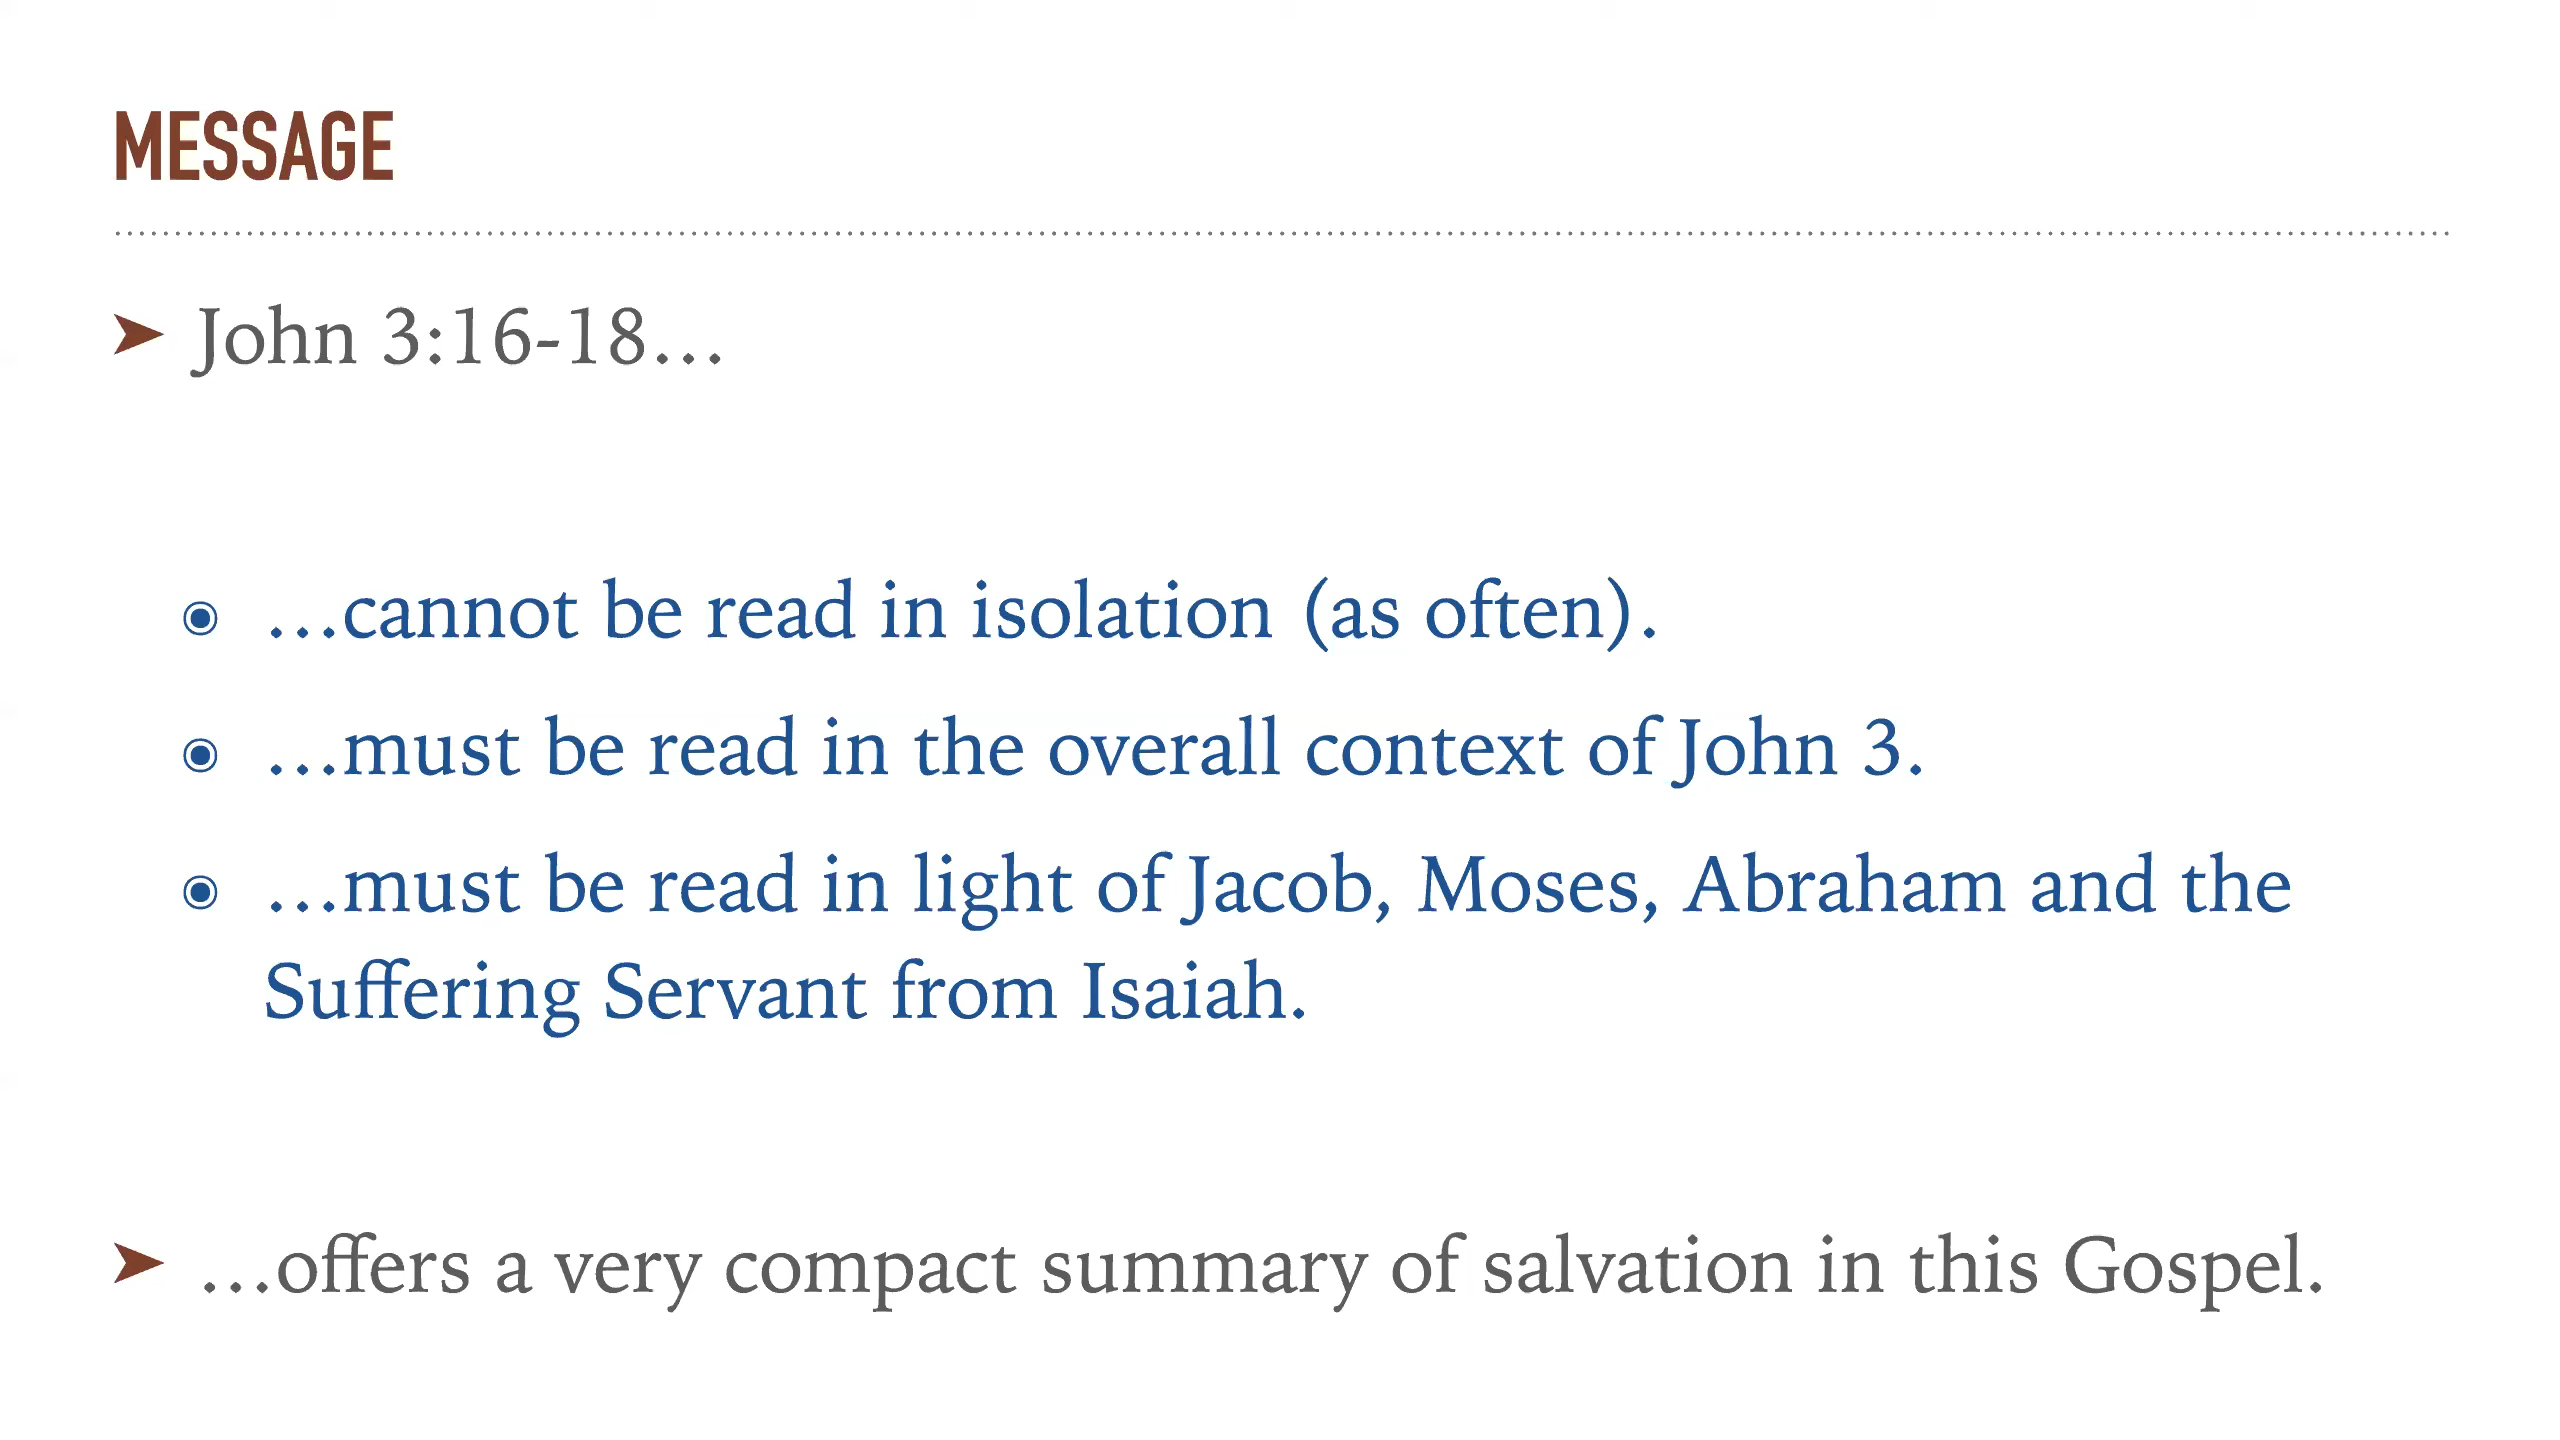 MESSAGE
➤ John 3:16-18…
◉ …cannot be read in isolation (as often).
◉ …must be read in the overall context of John 3.
◉ …must be read in light of Jacob, Moses, Abraham and the
Suffering Servant from Isaiah.
➤ …offers a very compact summary of salvation in this Gospel.